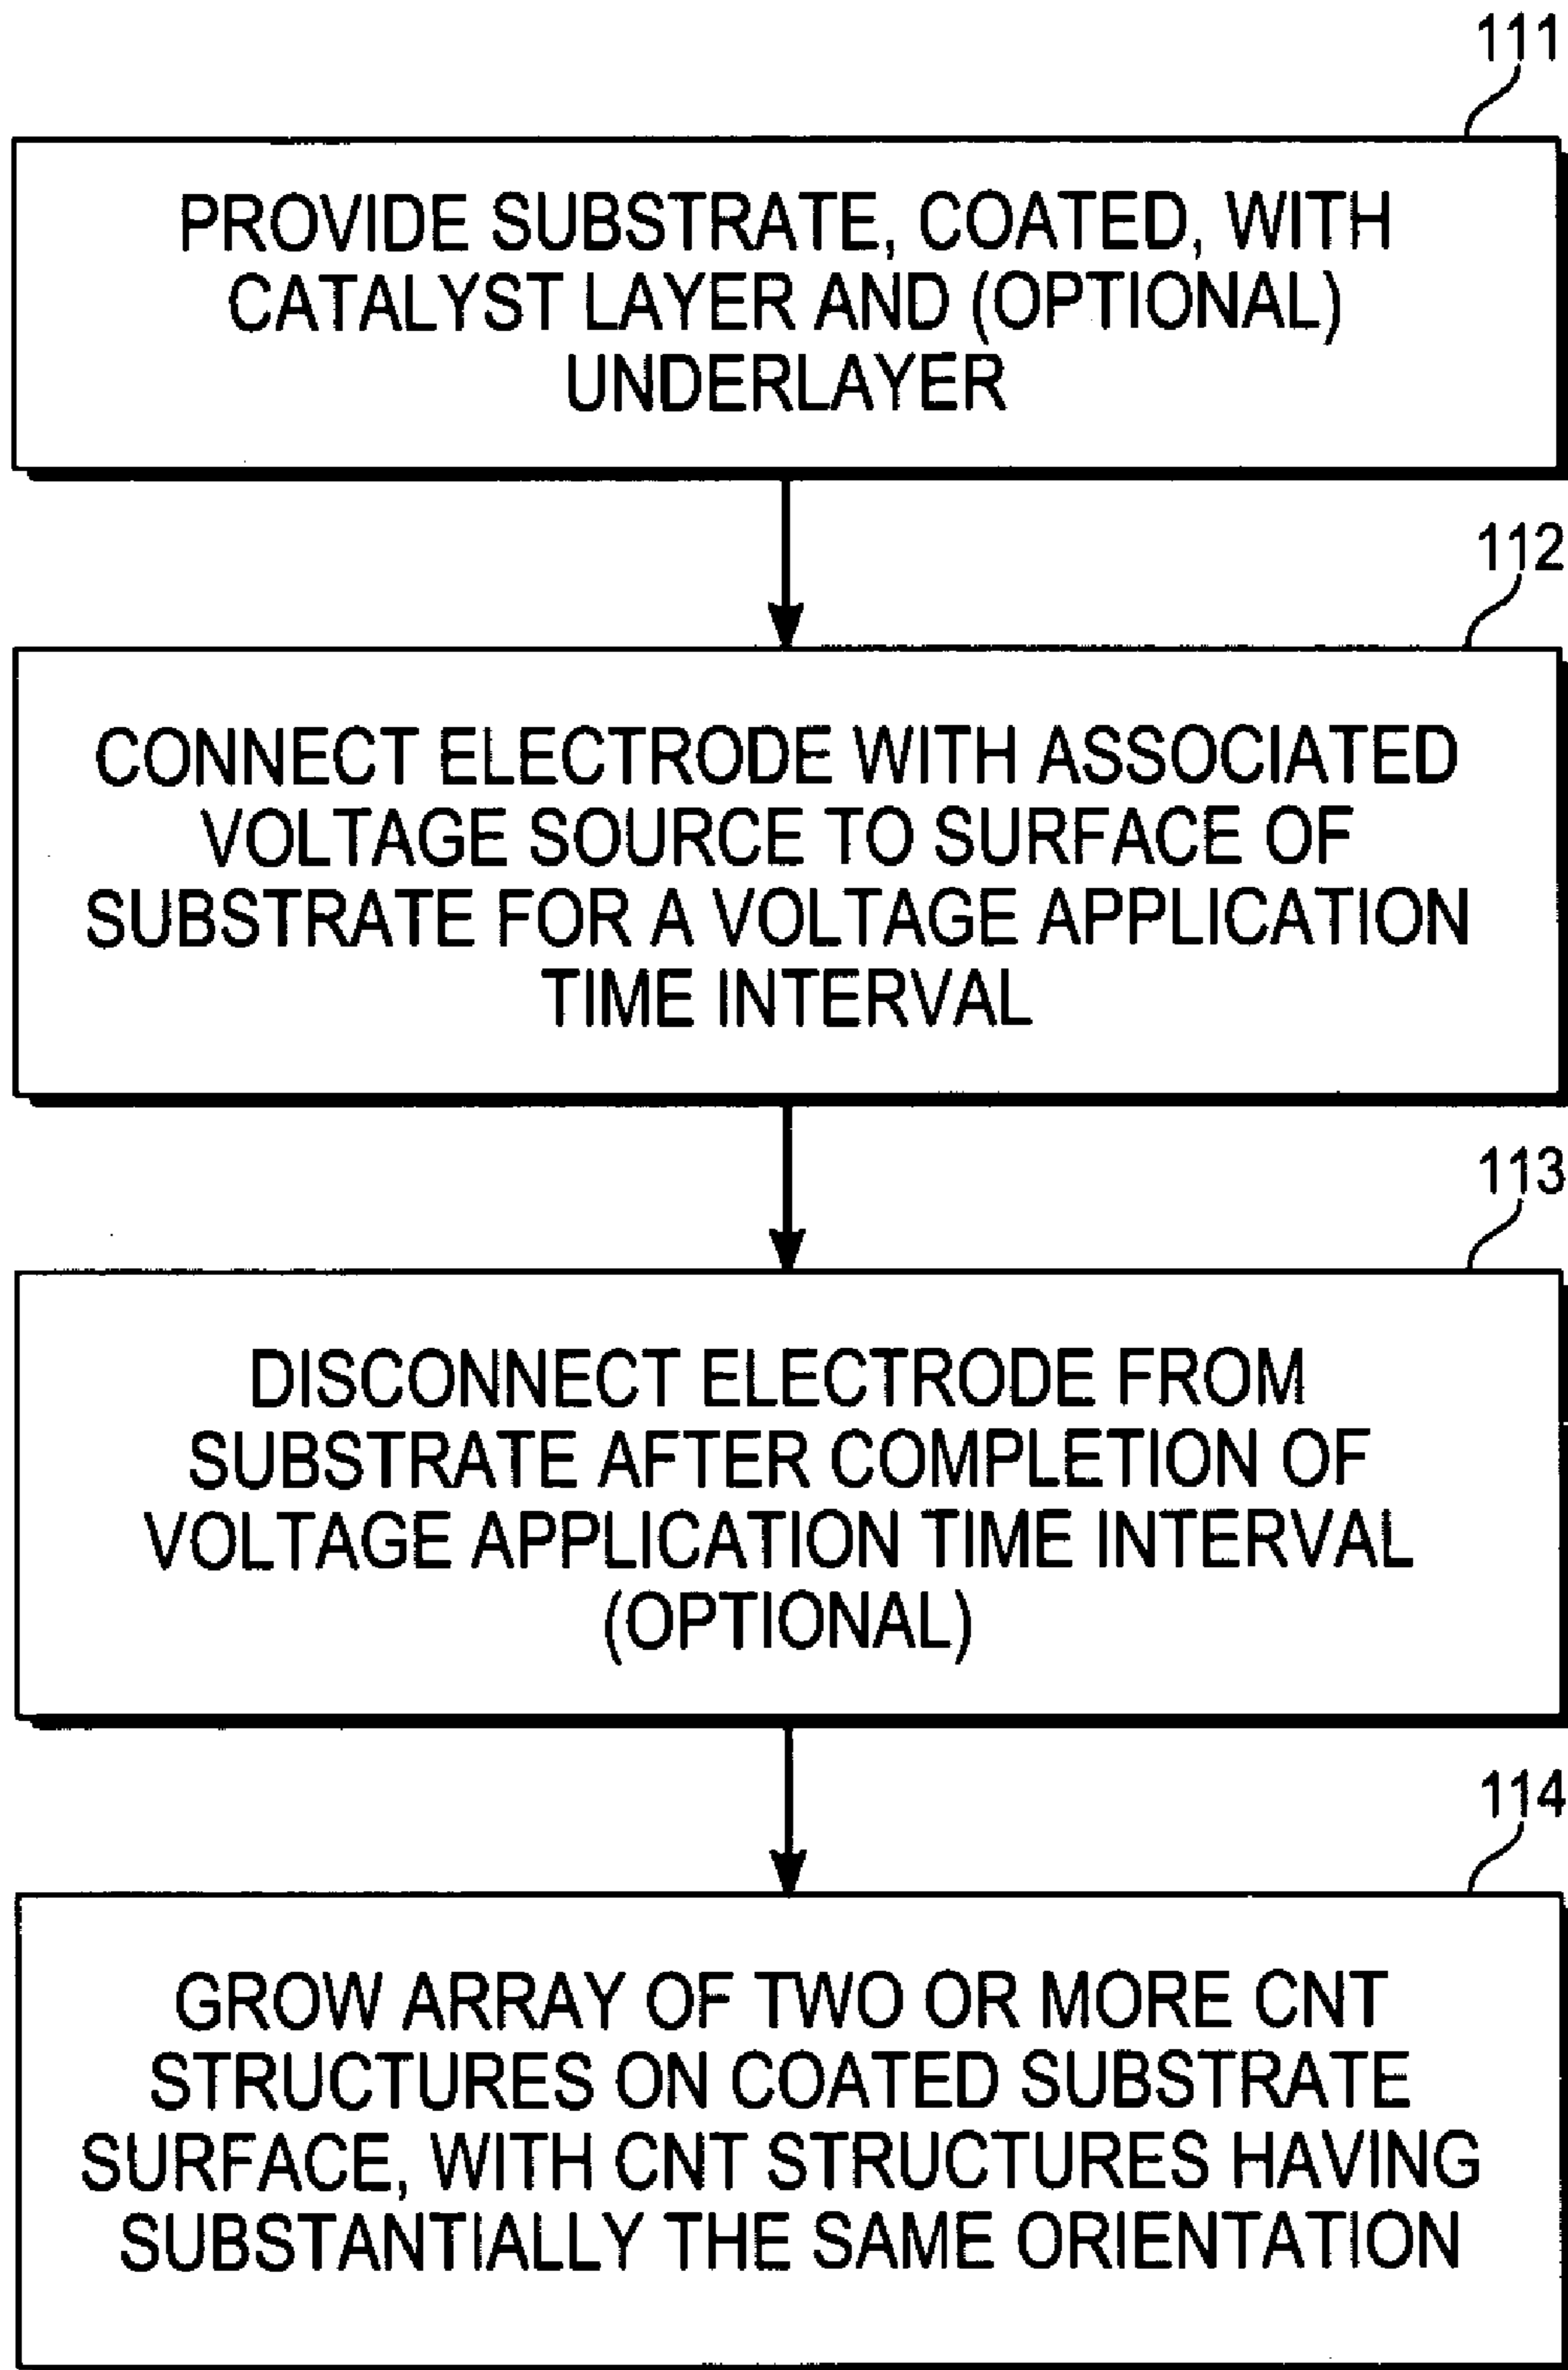 111
PROVIDE SUBSTRATE, COATED, WITH
CATALYST LAYER AND (OPTIONAL)
UNDERLAYER
112
CONNECT ELECTRODE WITH ASSOCIATED
VOLTAGE SOURCE TO SURFACE OF
SUBSTRATE FOR A VOLTAGE APPLICATION
TIME INTERVAL
113
DISCONNECT ELECTRODE FROM
SUBSTRATE AFTER COMPLETION OF
VOLTAGE APPLICATION TIME INTERVAL
(OPTIONAL)
114
GROW ARRAY OF TWO OR MORE CNT
STRUCTURES ON COATED SUBSTRATE
SURFACE, WITH CNT STRUCTURES HAVING
SUBSTANTIALLY THE SAME ORIENTATION